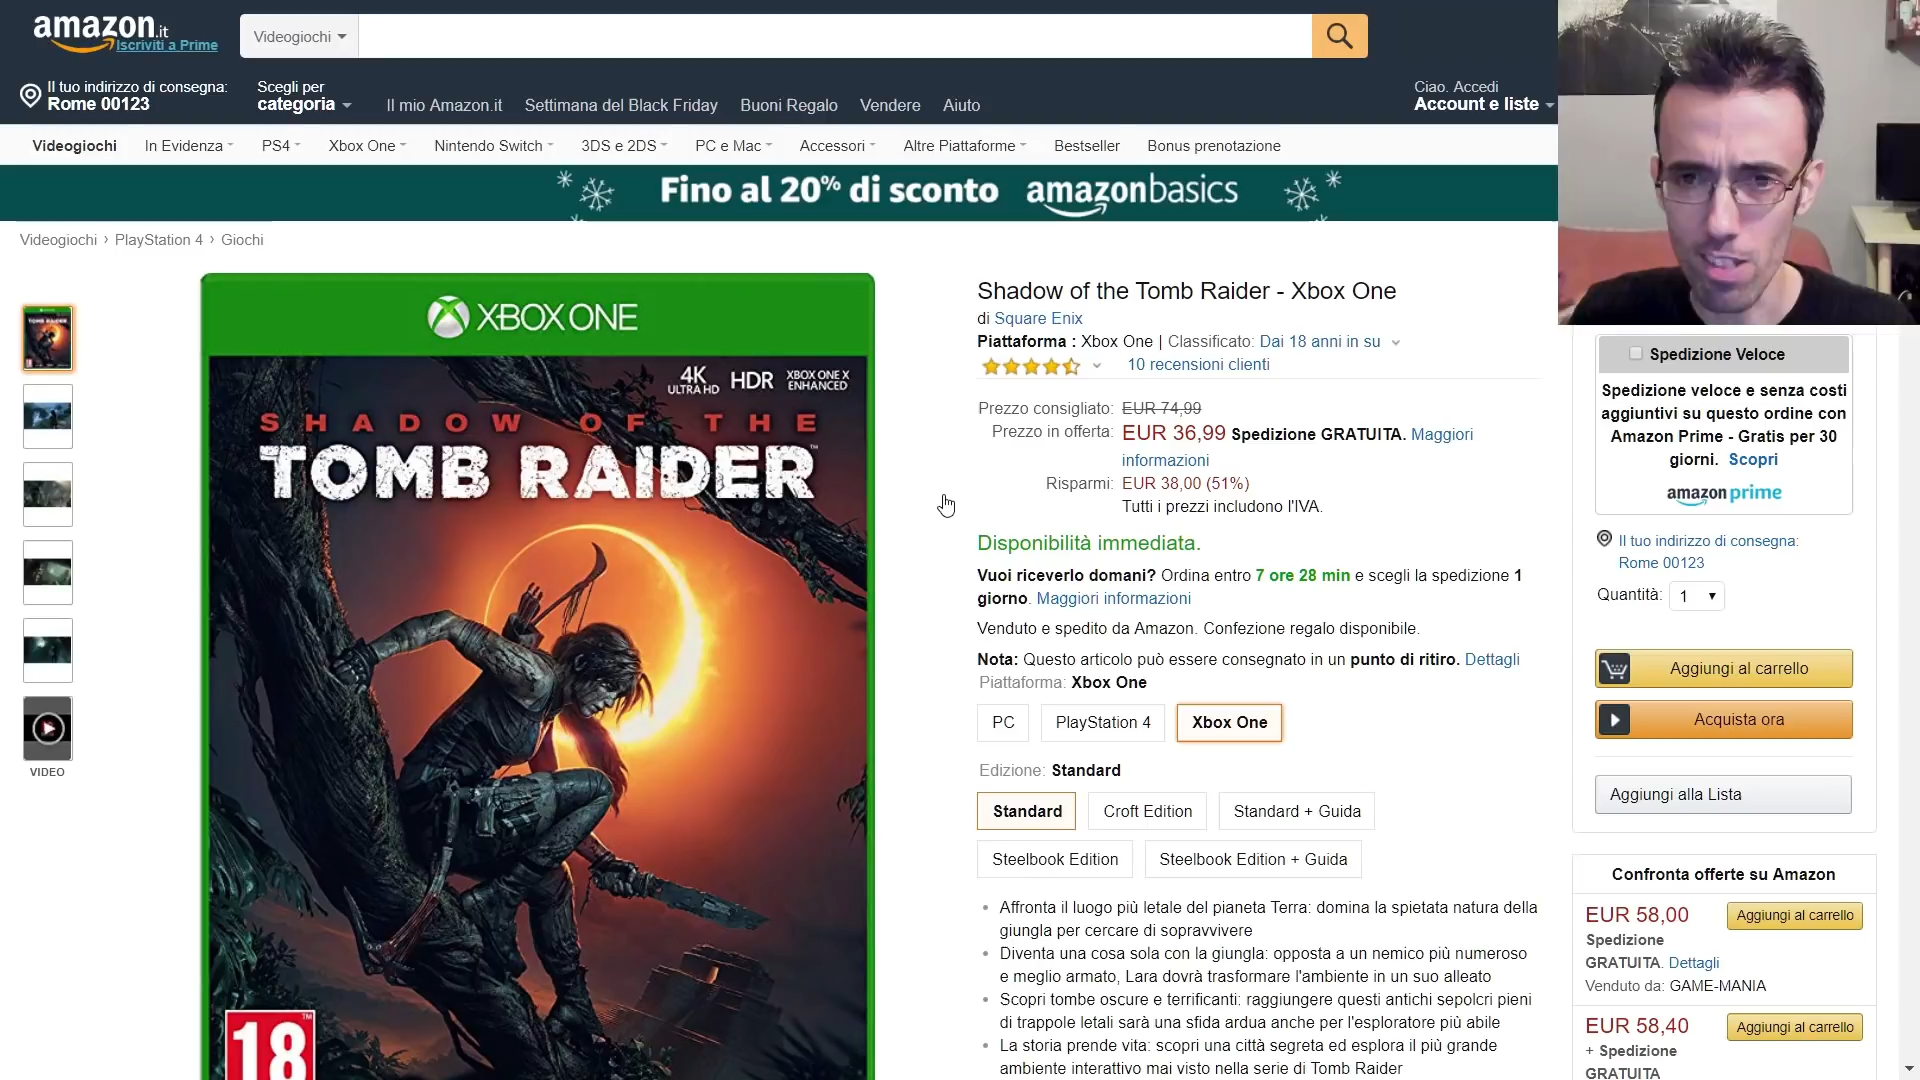 amazon.it
Iscriviti a Prime
Videogiochi
Il tuo indirizzo di consegna:
Rome 00123
Scegli per
categoria
Il mio Amazon.it
Settimana del Black Friday
Buoni Regalo
Vendere
Aiuto
Ciao. Accedi
Account e liste
Videogiochi
In Evidenza
PS4
Xbox One
Nintendo Switch
3DS e 2DS
PC e Mac
Accessori
Altre Piattaforme
Bestseller
Bonus prenotazione
Fino al 20% di sconto amazonbasics
Videogiochi › PlayStation 4 › Giochi
VIDEO
XBOX ONE
4K
ULTRA HD
HDR
XBOX ONE X
ENHANCED
SHADOW OF THE
TOMB RAIDER™
18
Shadow of the Tomb Raider - Xbox One
di Square Enix
Piattaforma : Xbox One | Classificato: Dai 18 anni in su
10 recensioni clienti
Prezzo consigliato: EUR 74,99
Prezzo in offerta: EUR 36,99 Spedizione GRATUITA. Maggiori
informazioni
Risparmi: EUR 38,00 (51%)
Tutti i prezzi includono l'IVA.
Disponibilità immediata.
Vuoi riceverlo domani? Ordina entro 7 ore 28 min e scegli la spedizione 1
giorno. Maggiori informazioni
Venduto e spedito da Amazon. Confezione regalo disponibile.
Nota: Questo articolo può essere consegnato in un punto di ritiro. Dettagli
Piattaforma: Xbox One
PC
PlayStation 4
Xbox One
Edizione: Standard
Standard
Croft Edition
Standard + Guida
Steelbook Edition
Steelbook Edition + Guida
• Affronta il luogo più letale del pianeta Terra: domina la spietata natura della
giungla per cercare di sopravvivere
• Diventa una cosa sola con la giungla: opposta a un nemico più numeroso
e meglio armato, Lara dovrà trasformare l'ambiente in un suo alleato
• Scopri tombe oscure e terrificanti: raggiungere questi antichi sepolcri pieni
di trappole letali sarà una sfida ardua anche per l'esploratore più abile
• La storia prende vita: scopri una città segreta ed esplora il più grande
ambiente interattivo mai visto nella serie di Tomb Raider
Spedizione Veloce
Spedizione veloce e senza costi
aggiuntivi su questo ordine con
Amazon Prime - Gratis per 30
giorni. Scopri
amazon prime
Il tuo indirizzo di consegna:
Rome 00123
Quantità: 1
Aggiungi al carrello
Acquista ora
Aggiungi alla Lista
Confronta offerte su Amazon
EUR 58,00
Aggiungi al carrello
Spedizione
GRATUITA. Dettagli
Venduto da: GAME-MANIA
EUR 58,40
Aggiungi al carrello
+ Spedizione
GRATUITA